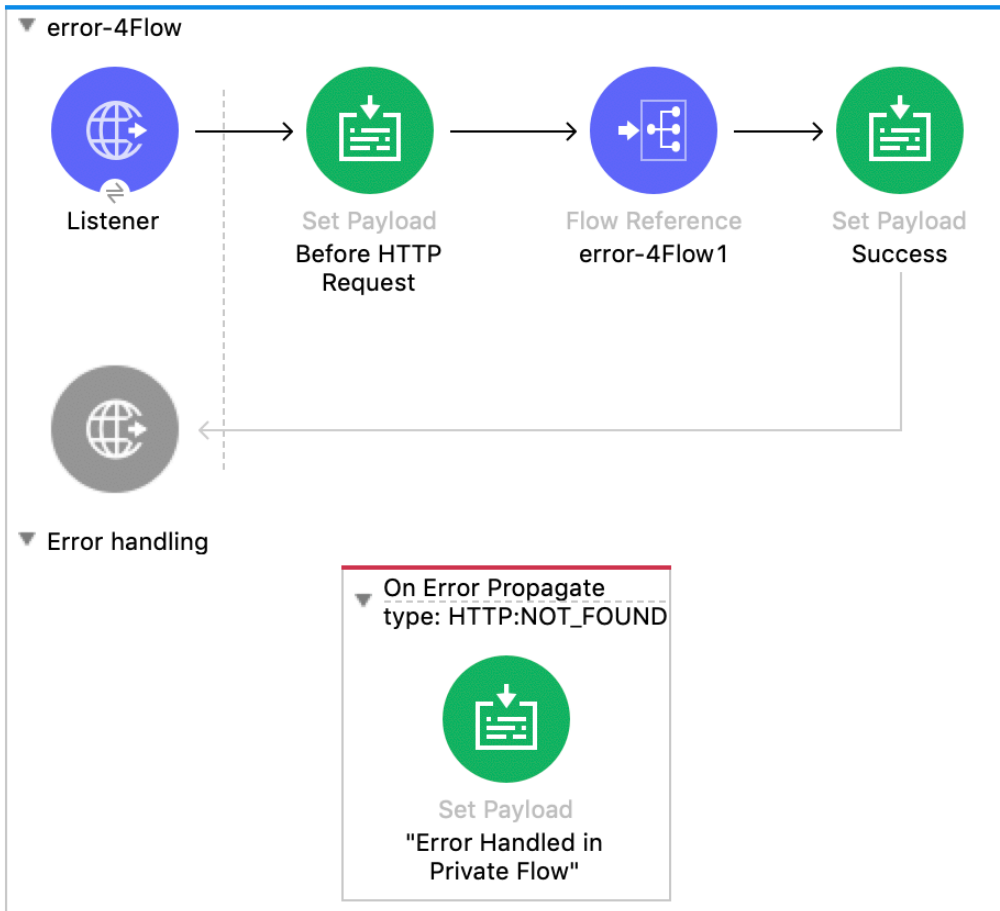 error-4Flow
Listener
Set Payload
Before HTTP
Request
Flow Reference
error-4Flow1
Set Payload
Success
Error handling
On Error Propagate
type: HTTP:NOT_FOUND
Set Payload
"Error Handled in
Private Flow"